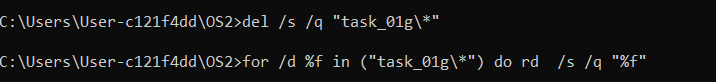 C:\Users\User-c121f4dd\OS2>del /s /q "task_01g\*"
C:\Users\User-c121f4dd\OS2>for /d %f in ("task_01g\*") do rd  /s /q "%f"